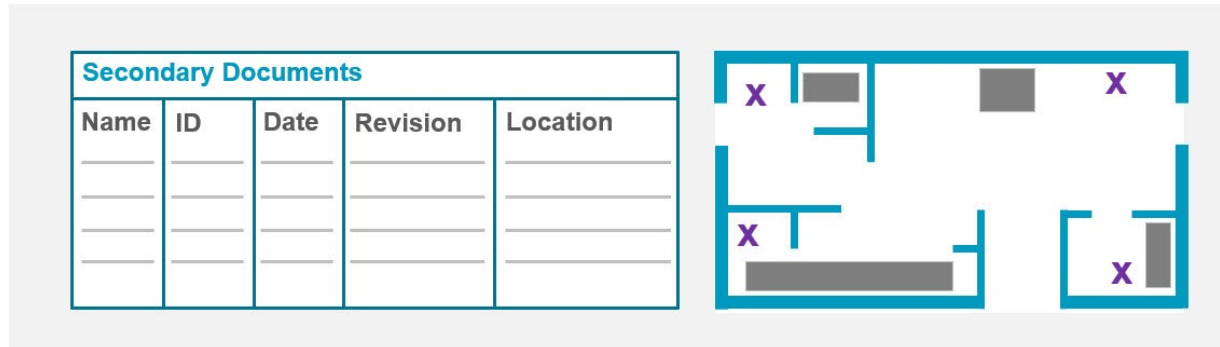 Secondary Documents
Name ID Date Revision Location
X X
X
X